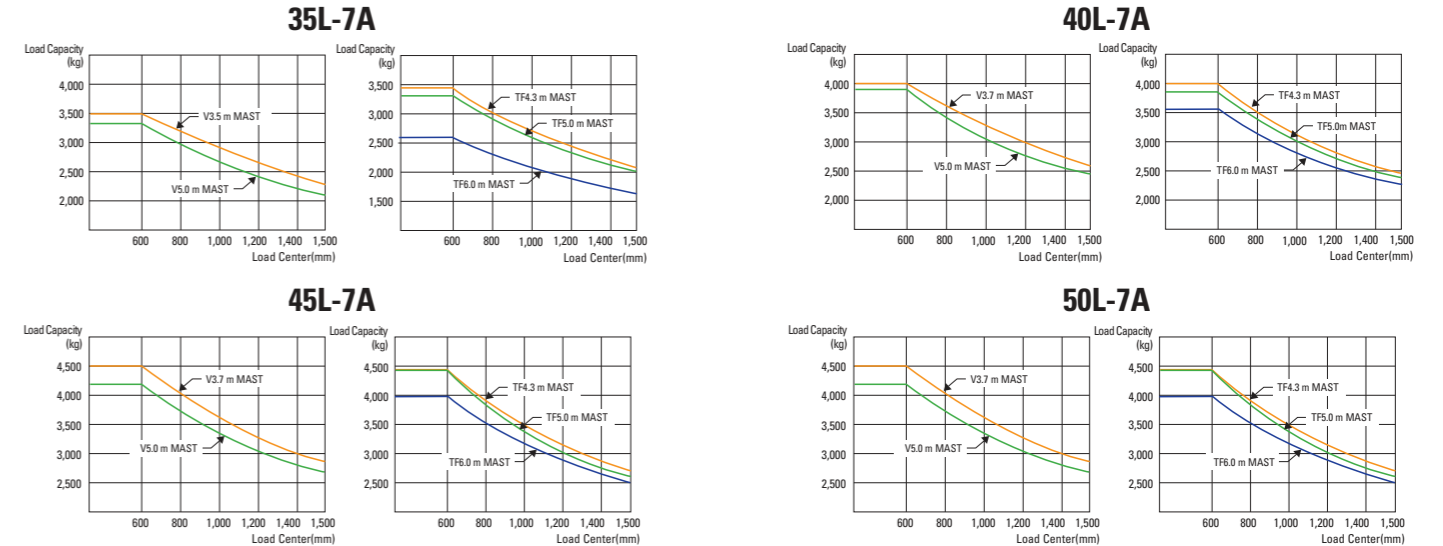 35L-7A
Load Capacity
(kg)
4,000
3,500
3,000
2,500
2,000
V3.5 m MAST
V5.0 m MAST
600 800 1,000 1,200 1,400 1,500
Load Center(mm)
Load Capacity
(kg)
3,500
3,000
2,500
2,000
1,500
TF4.3 m MAST
TF5.0 m MAST
TF6.0 m MAST
600 800 1,000 1,200 1,400 1,500
Load Center(mm)
40L-7A
Load Capacity
(kg)
4,000
3,500
3,000
2,500
2,000
V3.7 m MAST
V5.0 m MAST
600 800 1,000 1,200 1,400 1,500
Load Center(mm)
Load Capacity
(kg)
4,000
3,500
3,000
2,500
2,000
TF4.3 m MAST
TF5.0m MAST
TF6.0 m MAST
600 800 1,000 1,200 1,400 1,500
Load Center(mm)
45L-7A
Load Capacity
(kg)
4,500
4,000
3,500
3,000
2,500
V3.7 m MAST
V5.0 m MAST
600 800 1,000 1,200 1,400 1,500
Load Center(mm)
Load Capacity
(kg)
4,500
4,000
3,500
3,000
2,500
TF4.3 m MAST
TF5.0 m MAST
TF6.0 m MAST
600 800 1,000 1,200 1,400 1,500
Load Center(mm)
50L-7A
Load Capacity
(kg)
4,500
4,000
3,500
3,000
2,500
V3.7 m MAST
V5.0 m MAST
600 800 1,000 1,200 1,400 1,500
Load Center(mm)
Load Capacity
(kg)
4,500
4,000
3,500
3,000
2,500
TF4.3 m MAST
TF5.0 m MAST
TF6.0 m MAST
600 800 1,000 1,200 1,400 1,500
Load Center(mm)